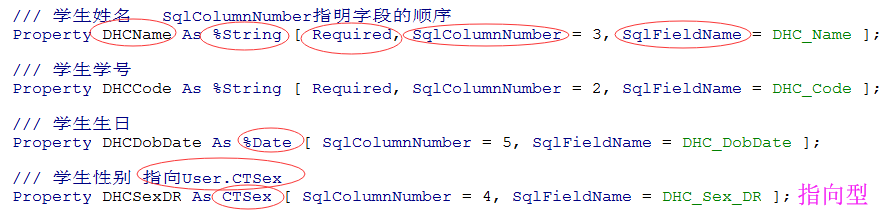 /// 学生姓名   SqlColumnNumber指明字段的顺序
Property DHCName As %String [ Required, SqlColumnNumber = 3, SqlFieldName = DHC_Name ];
/// 学生学号
Property DHCCode As %String [ Required, SqlColumnNumber = 2, SqlFieldName = DHC_Code ];
/// 学生生日
Property DHCDobDate As %Date [ SqlColumnNumber = 5, SqlFieldName = DHC_DobDate ];
/// 学生性别 指向User.CTSex
Property DHCSexDR As CTSex [ SqlColumnNumber = 4, SqlFieldName = DHC_Sex_DR ]; 指向型